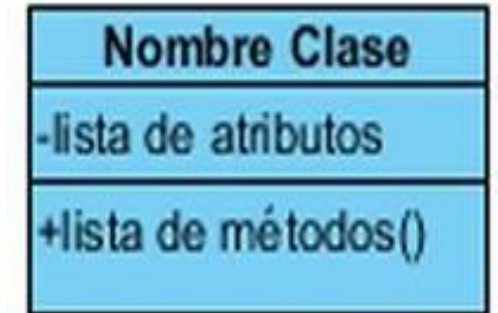 Nombre Clase
-lista de atributos
+lista de métodos()